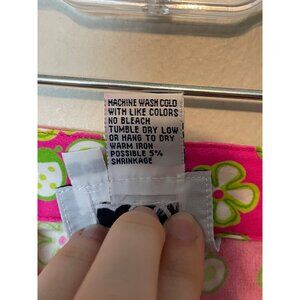 MACHINE WASH COLD
WITH LIKE COLORS
NO BLEACH
TUMBLE DRY LOW
OR HANG TO DRY
WARM IRON
POSSIBLE 5%
SHRINKAGE